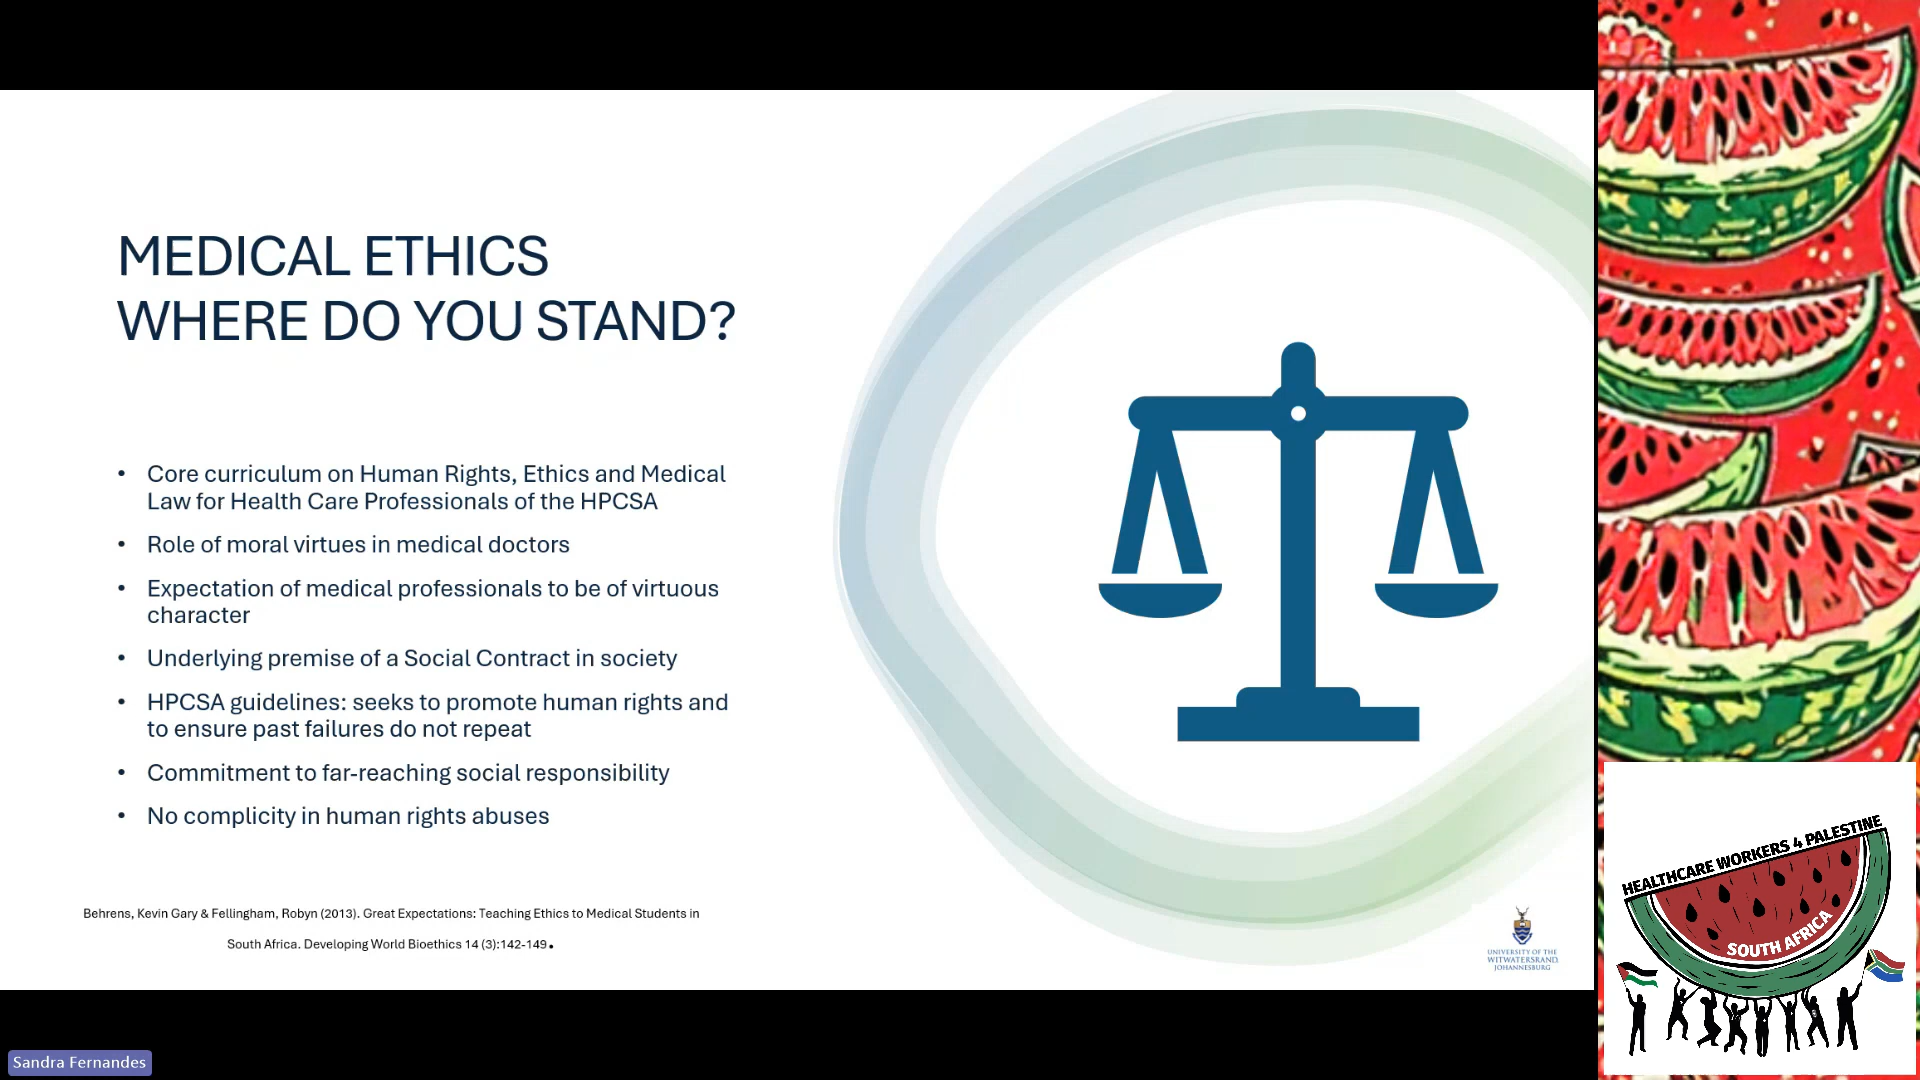 MEDICAL ETHICS
WHERE DO YOU STAND?
• Core curriculum on Human Rights, Ethics and Medical
Law for Health Care Professionals of the HPCSA
• Role of moral virtues in medical doctors
• Expectation of medical professionals to be of virtuous
character
• Underlying premise of a Social Contract in society
• HPCSA guidelines: seeks to promote human rights and
to ensure past failures do not repeat
• Commitment to far-reaching social responsibility
• No complicity in human rights abuses
Behrens, Kevin Gary & Fellingham, Robyn (2013). Great Expectations: Teaching Ethics to Medical Students in
South Africa. Developing World Bioethics 14 (3):142-149.
UNIVERSITY OF THE
WITWATERSRAND
JOHANNESBURG
HEALTHCARE WORKERS 4 PALESTINE
SOUTH AFRICA
Sandra Fernandes